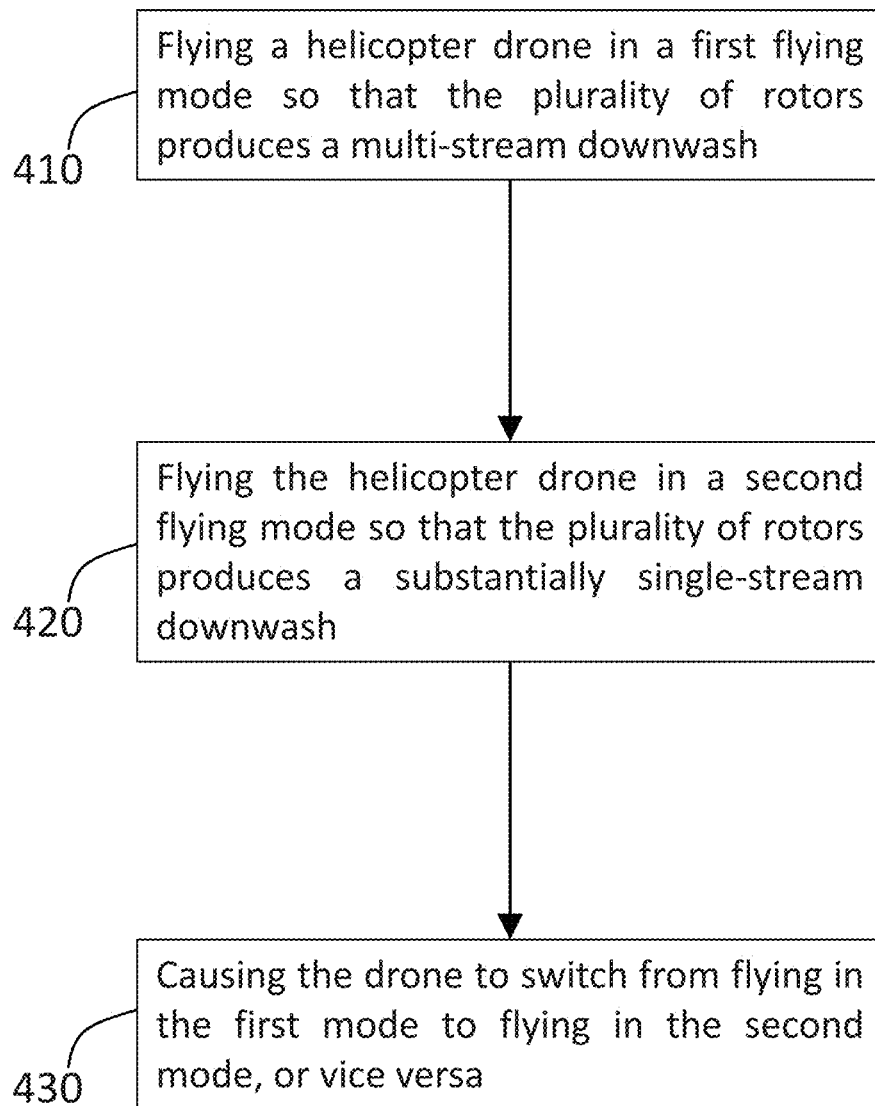 Flying a helicopter drone in a first flying
mode so that the plurality of rotors
produces a multi-stream downwash
410
Flying the helicopter drone in a second
flying mode so that the plurality of rotors
produces a substantially single-stream
downwash
420
Causing the drone to switch from flying in
the first mode to flying in the second
mode, or vice versa
430